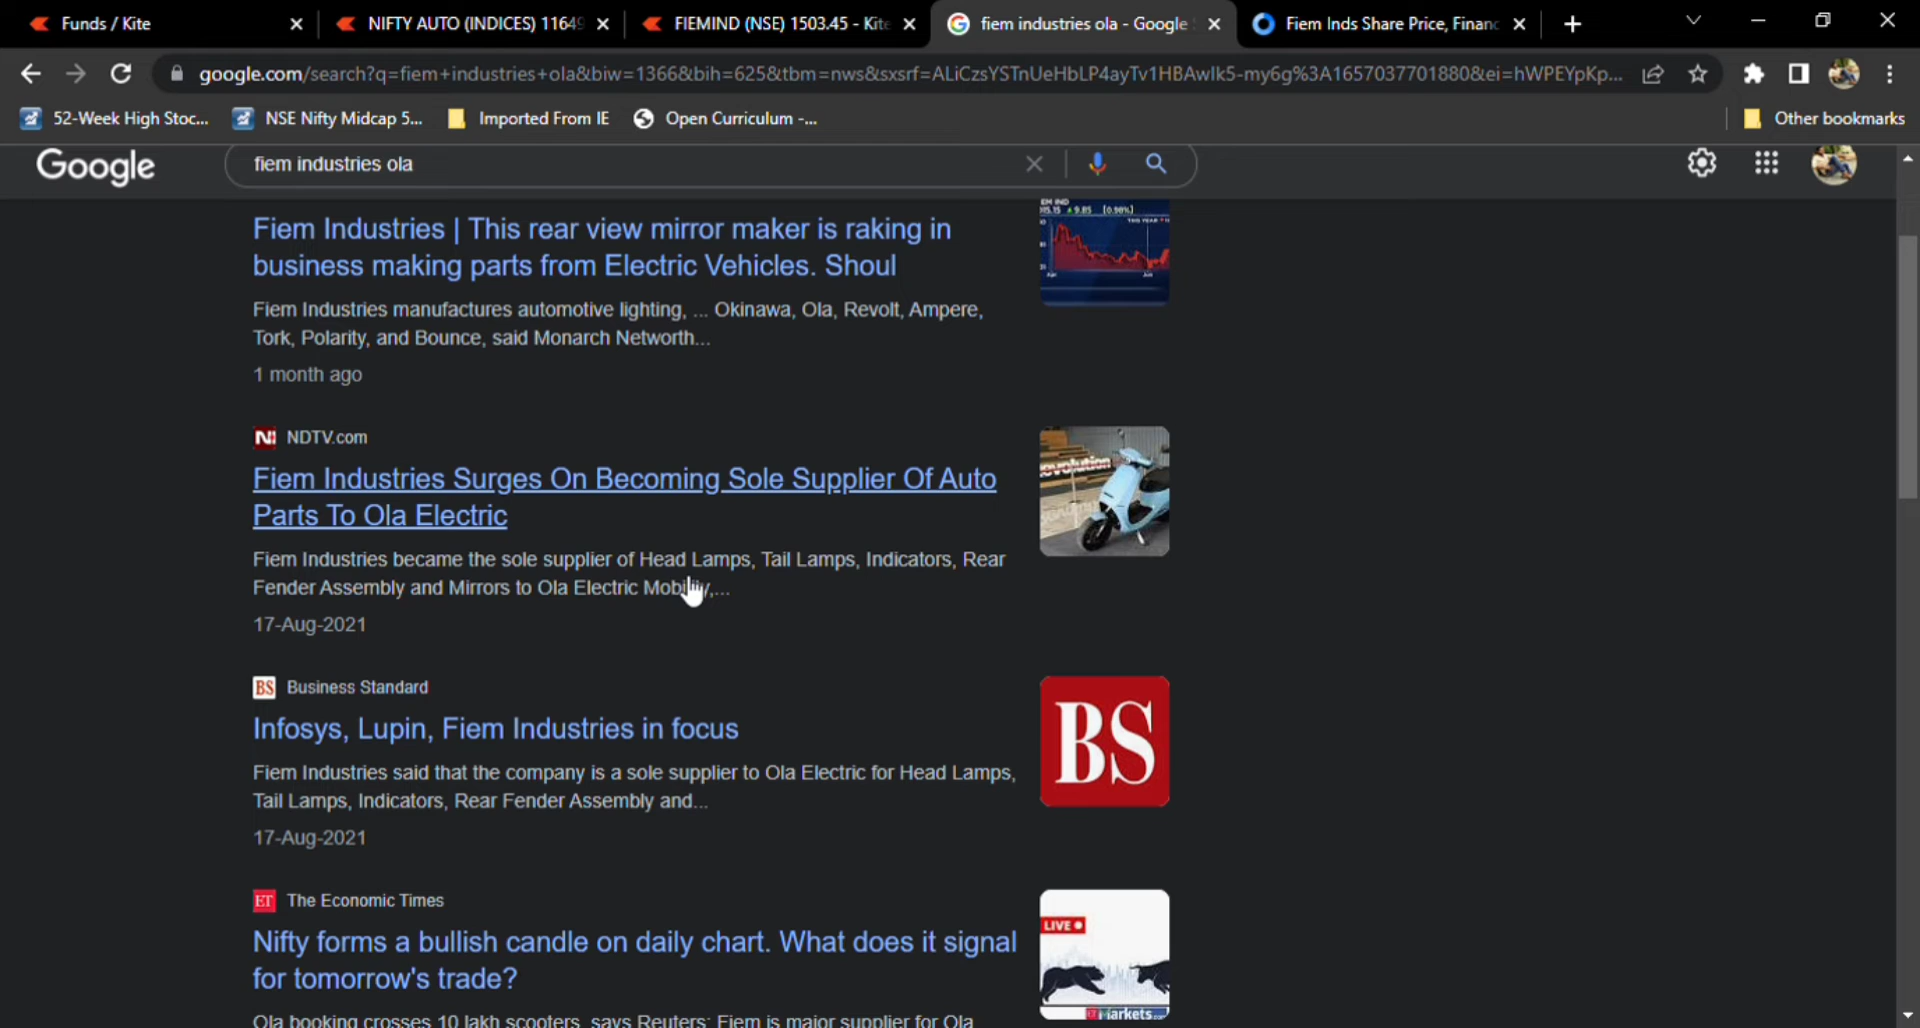 Funds / Kite
NIFTY AUTO (INDICES) 11649
FIEMIND (NSE) 1503.45 - Kite
fiem industries ola - Google
Fiem Inds Share Price, Financ
google.com/search?q=fiem+industries+ola&biw=1366&bih=625&tbm=nws&sxsrf=ALiCzsYSTnUeHbLP4ayTv1HBAwIk5-my6g%3A1657037701880&ei=hWPEYpKp...
52-Week High Stoc...
NSE Nifty Midcap 5...
Imported From IE
Open Curriculum -...
Other bookmarks
Google
fiem industries ola
Fiem Industries | This rear view mirror maker is raking in
business making parts from Electric Vehicles. Shoul
Fiem Industries manufactures automotive lighting, ... Okinawa, Ola, Revolt, Ampere,
Tork, Polarity, and Bounce, said Monarch Networth...
1 month ago
NDTV.com
Fiem Industries Surges On Becoming Sole Supplier Of Auto
Parts To Ola Electric
Fiem Industries became the sole supplier of Head Lamps, Tail Lamps, Indicators, Rear
Fender Assembly and Mirrors to Ola Electric Mobility,...
17-Aug-2021
BS Business Standard
Infosys, Lupin, Fiem Industries in focus
BS
Fiem Industries said that the company is a sole supplier to Ola Electric for Head Lamps,
Tail Lamps, Indicators, Rear Fender Assembly and...
17-Aug-2021
ET The Economic Times
LIVE
Nifty forms a bullish candle on daily chart. What does it signal
for tomorrow's trade?
Ola booking crosses 10 lakh scooters, says Reuters; Fiem is major supplier for Ola